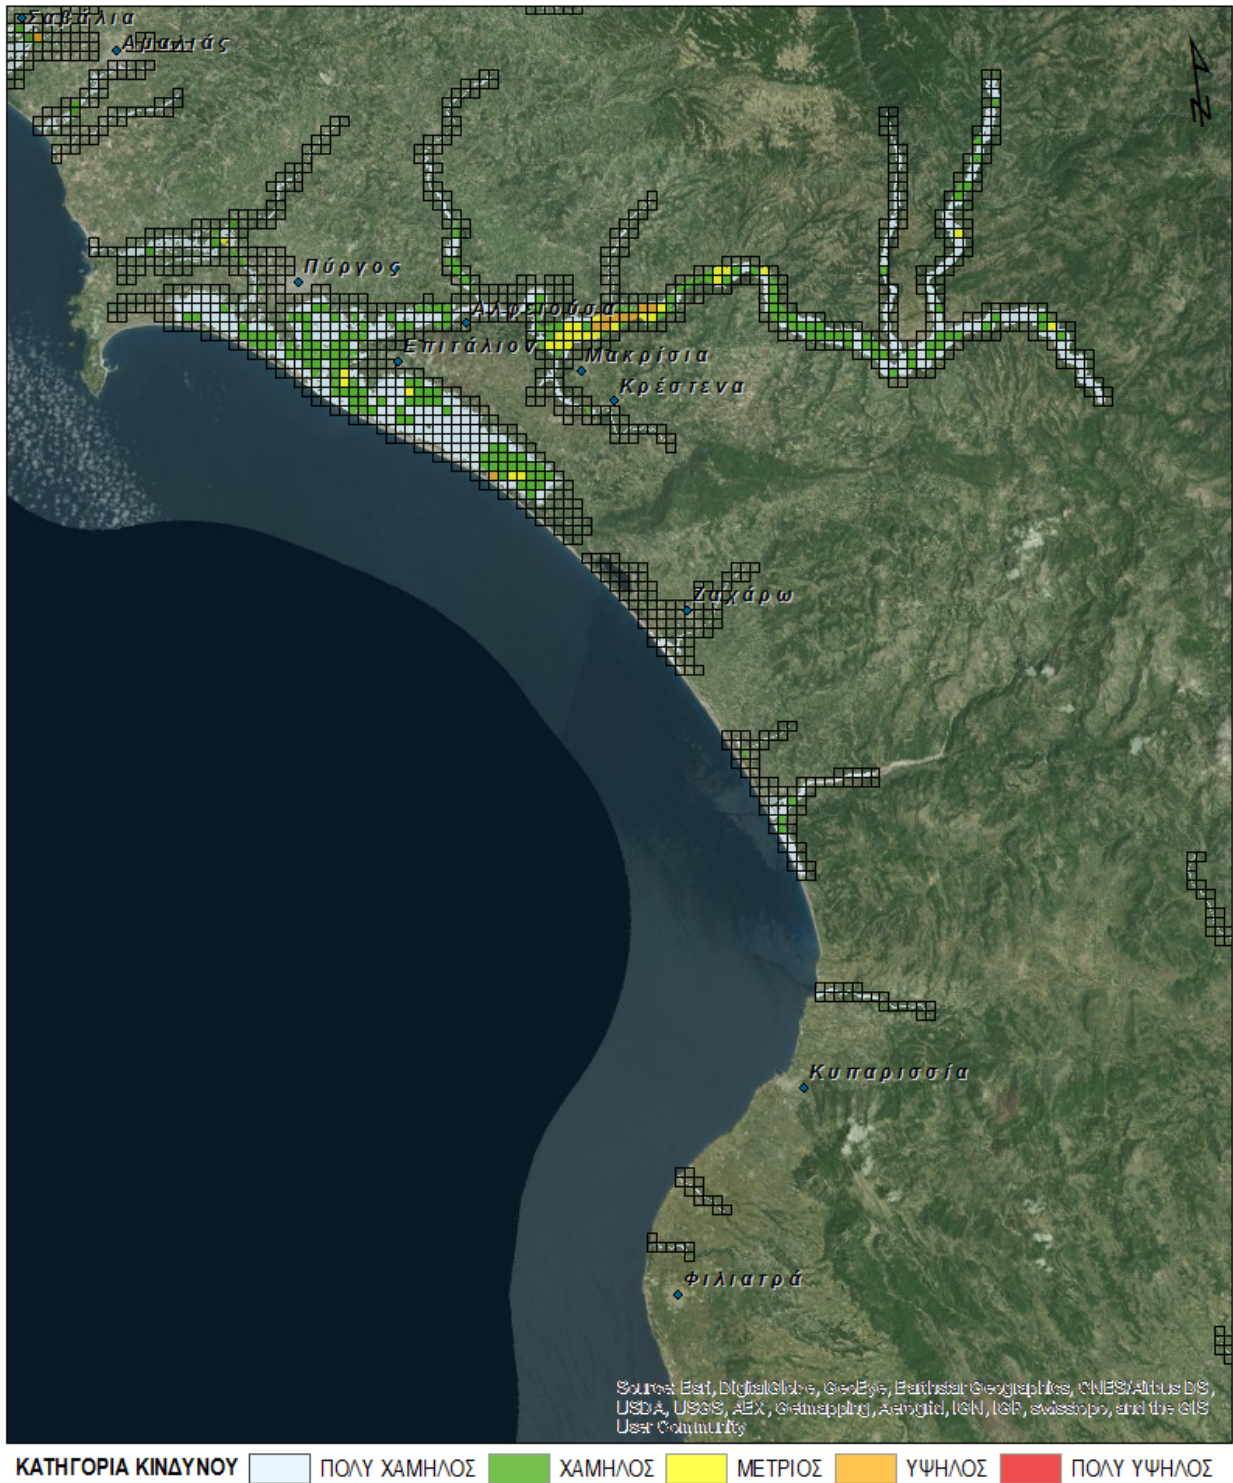 Σαβάλια
Αμαλιάς
Πύργος
Αλφειούσα
Επιτάλιον
Μακρίσια
Κρέστενα
Ζαχάρω
Κυπαρισσία
Φιλιατρά
Source: Esri, DigitalGlobe, GeoEye, Earthstar Geographics, CNES/Airbus DS,
USDA, USGS, AEX, Getmapping, Aerogrid, IGN, IGP, swisstopo, and the GIS
User Community
ΚΑΤΗΓΟΡΙΑ ΚΙΝΔΥΝΟΥ ΠΟΛΥ ΧΑΜΗΛΟΣ ΧΑΜΗΛΟΣ ΜΕΤΡΙΟΣ ΥΨΗΛΟΣ ΠΟΛΥ ΥΨΗΛΟΣ